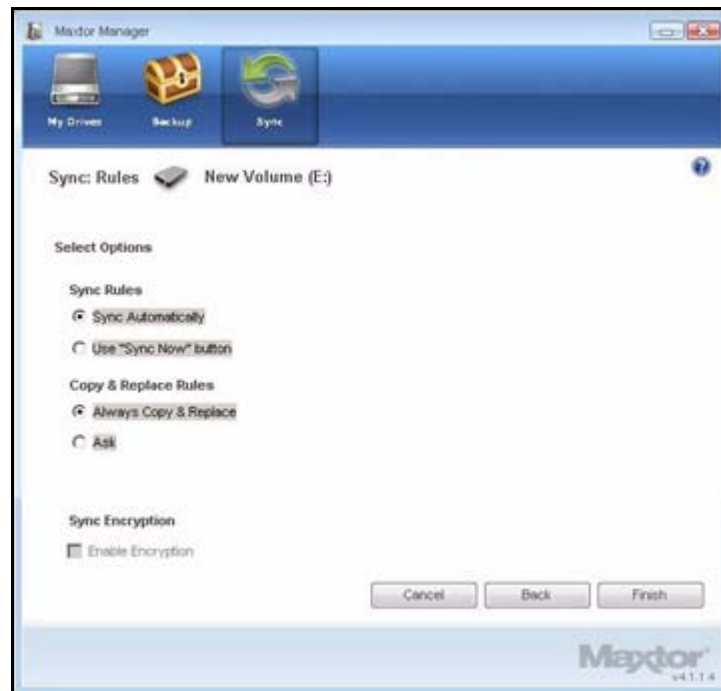 Maxtor Manager
My Drives Backup Sync
Sync: Rules New Volume (E:)
Select Options
Sync Rules
Sync Automatically
Use "Sync Now" button
Copy & Replace Rules
Always Copy & Replace
Ask
Sync Encryption
Enable Encryption
Cancel Back Finish
Maxtor
v4.1.1.4